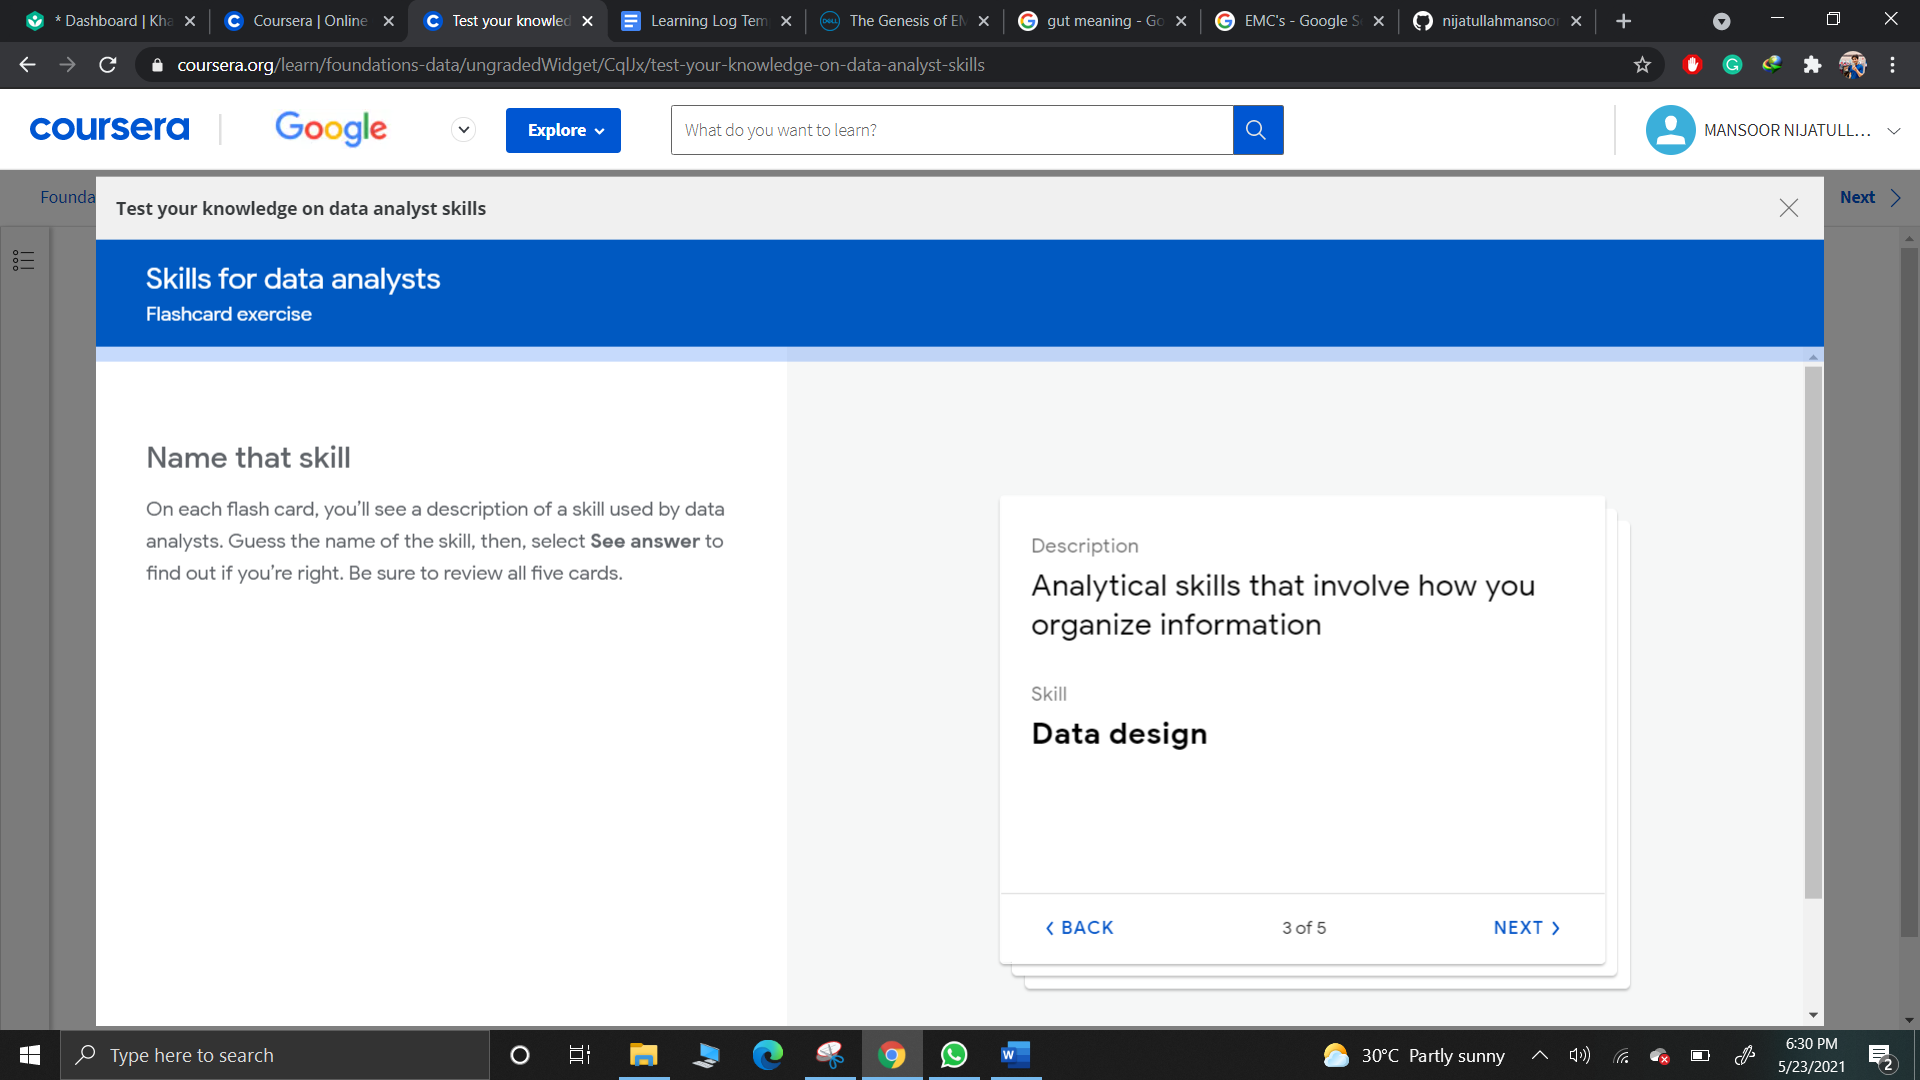 * Dashboard | Kha
Coursera | Online
Test your knowled
Learning Log Tem
The Genesis of EM
gut meaning - Go
EMC's - Google S
nijatullahmansoor
coursera.org/learn/foundations-data/ungradedWidget/CqlJx/test-your-knowledge-on-data-analyst-skills
coursera
Google
Explore
What do you want to learn?
MANSOOR NIJATULL...
Founda
Test your knowledge on data analyst skills
Next
Skills for data analysts
Flashcard exercise
Name that skill
On each flash card, you'll see a description of a skill used by data
analysts. Guess the name of the skill, then, select See answer to
find out if you're right. Be sure to review all five cards.
Description
Analytical skills that involve how you
organize information
Skill
Data design
BACK
3 of 5
NEXT
Type here to search
30°C Partly sunny
6:30 PM
5/23/2021
2